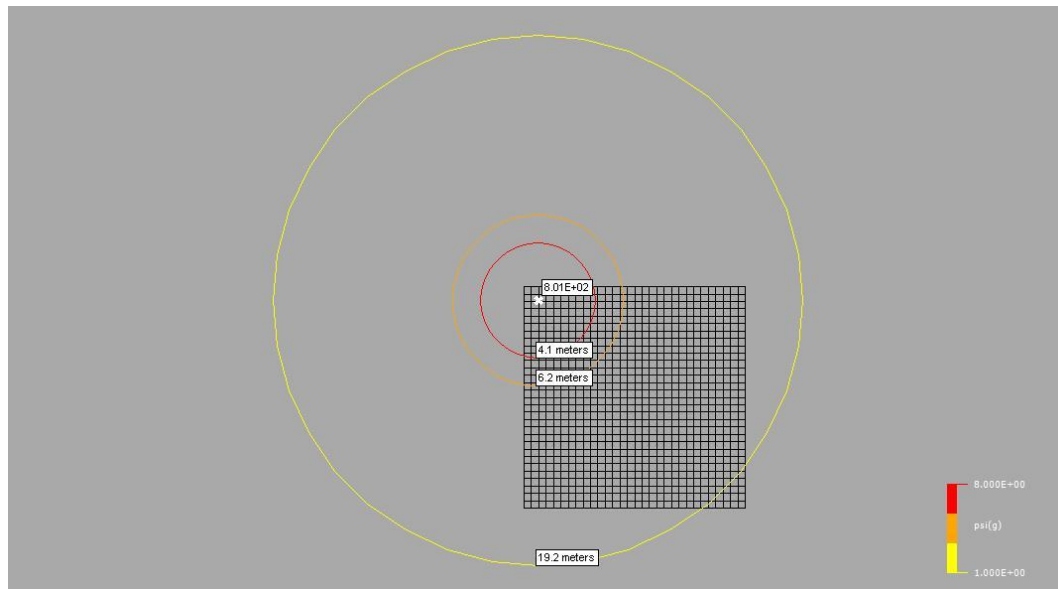 8.01E+02
4.1 meters
6.2 meters
19.2 meters
8.000E+00
psi(g)
1.000E+00